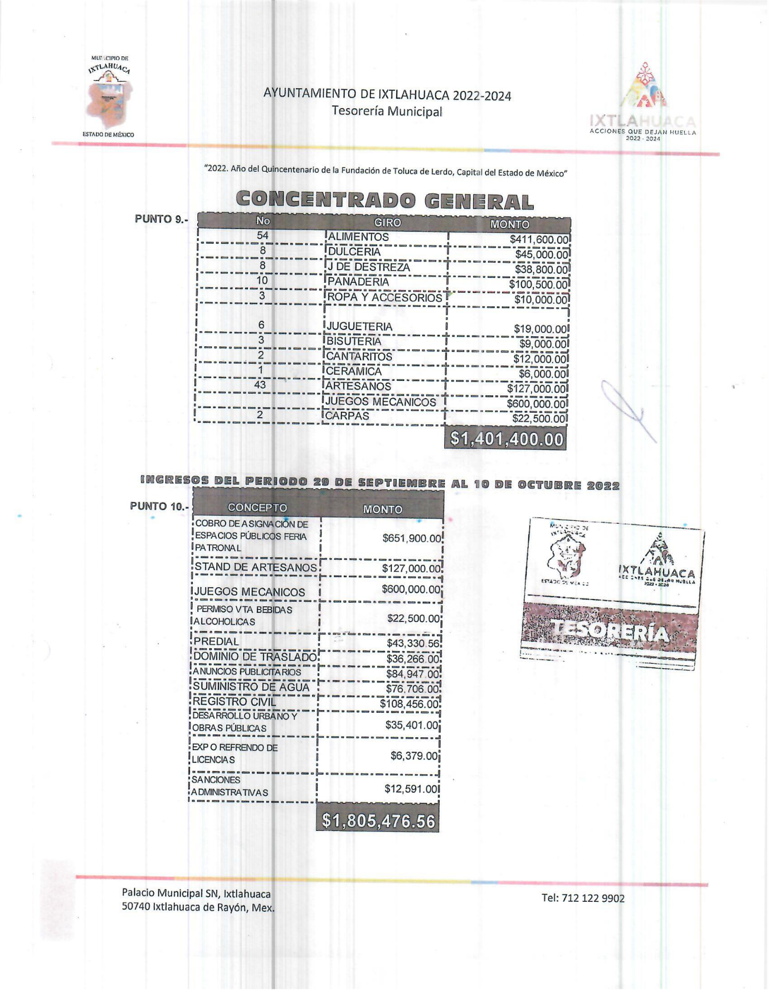 MUNICIPIO DE
IXTLAHUACA
ESTADO DE MÉXICO
AYUNTAMIENTO DE IXTLAHUACA 2022-2024
Tesorería Municipal
IXTLAHUACA
ACCIONES QUE DEJAN HUELLA
2022 - 2024
“2022. Año del Quincentenario de la Fundación de Toluca de Lerdo, Capital del Estado de México”
CONCENTRADO GENERAL
PUNTO 9.- No GIRO MONTO
54 ALIMENTOS $411,600.00
8 DULCERIA $45,000.00
8 J DE DESTREZA $38,800.00
10 PANADERIA $100,500.00
3 ROPA Y ACCESORIOS $10,000.00
6 JUGUETERIA $19,000.00
3 BISUTERIA $9,000.00
2 CANTARITOS $12,000.00
1 CERAMICA $6,000.00
43 ARTESANOS $127,000.00
JUEGOS MECANICOS $600,000.00
2 CARPAS $22,500.00
$1,401,400.00
INGRESOS DEL PERIODO 29 DE SEPTIEMBRE AL 10 DE OCTUBRE 2022
PUNTO 10.- CONCEPTO MONTO
COBRO DE ASIGNACIÓN DE
ESPACIOS PÚBLICOS FERIA $651,900.00
PATRONAL
STAND DE ARTESANOS $127,000.00
JUEGOS MECANICOS $600,000.00
PERMISO VTA BEBIDAS
ALCOHOLICAS $22,500.00
PREDIAL $43,330.56
DOMINIO DE TRASLADO $36,266.00
ANUNCIOS PUBLICITARIOS $84,947.00
SUMINISTRO DE AGUA $76,706.00
REGISTRO CIVIL $108,456.00
DESARROLLO URBANO Y
OBRAS PÚBLICAS $35,401.00
EXP O REFRENDO DE
LICENCIAS $6,379.00
SANCIONES
ADMINISTRATIVAS $12,591.00
$1,805,476.56
MUNICIPIO DE
IXTLAHUACA
ESTADO DE MÉXICO
IXTLAHUACA
ACCIONES QUE DEJAN HUELLA
2022 - 2024
TESORERÍA
Palacio Municipal SN, Ixtlahuaca
50740 Ixtlahuaca de Rayón, Mex.
Tel: 712 122 9902